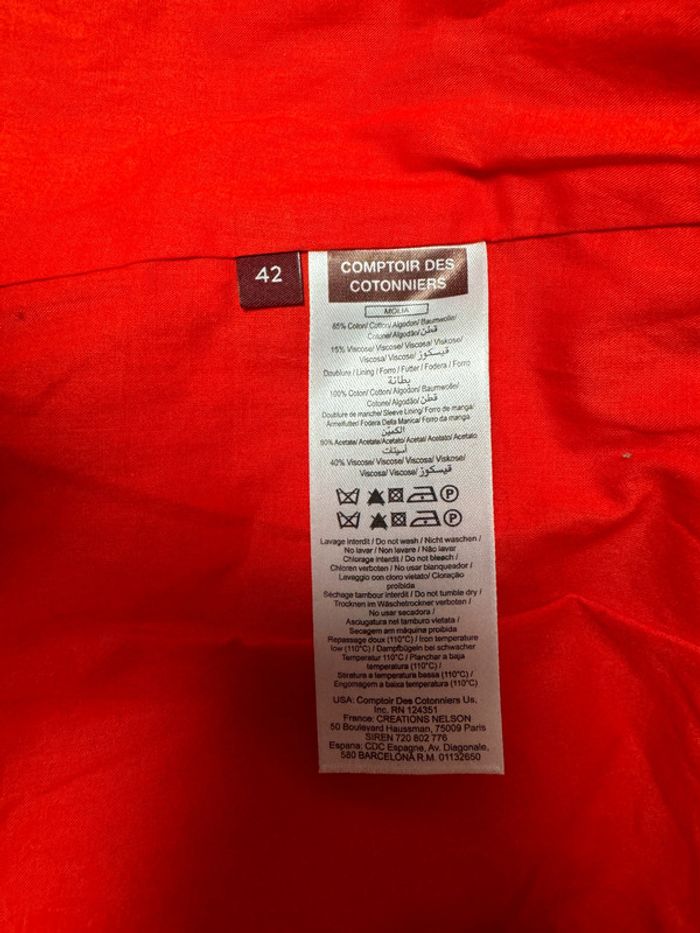 42
COMPTOIR DES
COTONNIERS
MOLIA
85% Coton/ Cotton/ Algodon/ Baumwolle/
Cotone/ Algodão/ قطن
15% Viscose/ Viscose/ Viscosa/ Viskose/
Viscosa/ Viscose/ فيسكوز
Doublure / Lining / Forro / Futter / Fodera / Forro
بطانة
100% Coton/ Cotton/ Algodon/ Baumwolle/
Cotone/ Algodão/ قطن
Doublure de manche/ Sleeve Lining/ Forro de manga/
Armelfutter/ Fodera Della Manica/ Forro da manga
الكمين
60% Acetate/ Acetate/Acetato/ Acetat/ Acetato/ Acetato
أسيتات
40% Viscose/ Viscose/ Viscosa/ Viskose/
Viscosa/ Viscose/ فيسكوز
P
P
Lavage interdit / Do not wash / Nicht waschen /
No lavar / Non lavare / Não lavar
Chlorage interdit / Do not bleach /
Chloren verboten / No usar blanqueador /
Lavaggio con cloro vietato/ Cloração
proibida
Séchage tambour interdit / Do not tumble dry /
Trocknen im Wäschetrockner verboten /
No usar secadora /
Asciugatura nel tamburo vietata /
Secagem am máquina proibida
Repassage doux (110°C) / Iron temperature
low (110°C) / Dampfbügeln bei schwacher
Temperatur 110°C / Planchar a baja
temperatura (110°C) /
Stiratura a temperatura bassa (110°C) /
Engomagem a baixa temperatura (110°C)
USA: Comptoir Des Cotonniers Us.
Inc. RN 124351
France: CREATIONS NELSON
50 Boulevard Haussman, 75009 Paris
SIREN 720 802 776
Espana: CDC Espagne, Av. Diagonale,
580 BARCELONA R.M. 01132650